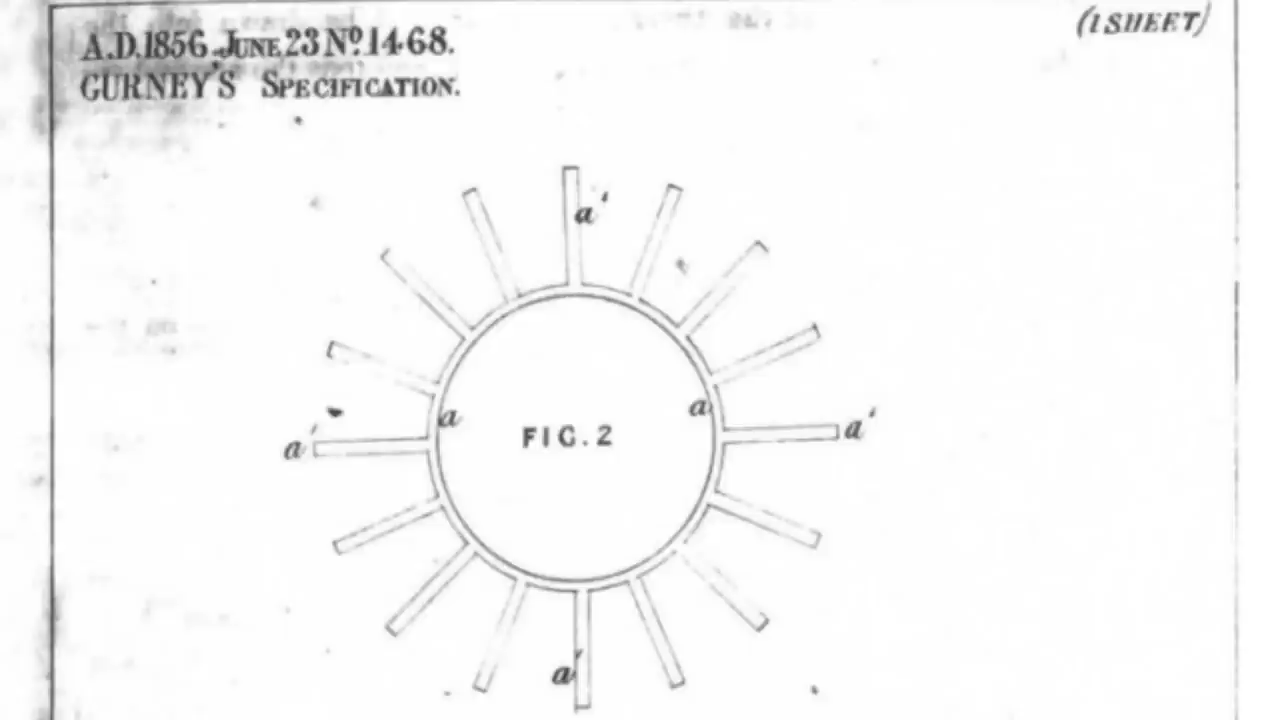 A.D.1856. JUNE 23 Nº 1468.
(1 SHEET)
GURNEY'S SPECIFICATION.
a'
a
a
FIG. 2
a'
a'
a'